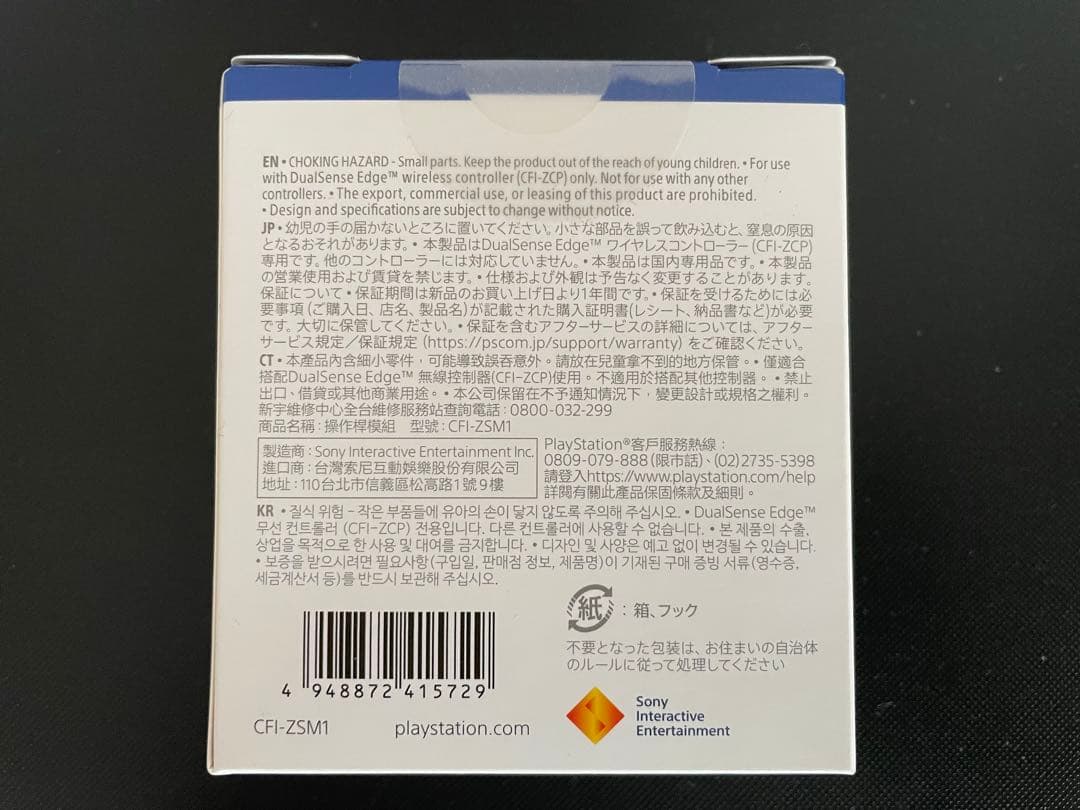 EN • CHOKING HAZARD - Small parts. Keep the product out of the reach of young children. • For use
with DualSense Edge™ wireless controller (CFI-ZCP) only. Not for use with any other
controllers. • The export, commercial use, or leasing of this product are prohibited.
• Design and specifications are subject to change without notice.
JP • 幼児の手の届かないところに置いてください。小さな部品を誤って飲み込むと、窒息の原因
となるおそれがあります。• 本製品はDualSense Edge™ ワイヤレスコントローラー (CFI-ZCP)
専用です。他のコントローラーには対応していません。• 本製品は国内専用品です。• 本製品
の営業使用および賃貸を禁じます。• 仕様および外観は予告なく変更することがあります。
保証について • 保証期間は新品のお買い上げ日より1年間です。• 保証を受けるためには必
要事項 (ご購入日、店名、製品名)が記載された購入証明書(レシート、納品書など)が必要
です。大切に保管してください。• 保証を含むアフターサービスの詳細については、アフター
サービス規定／保証規定 (https://pscom.jp/support/warranty) をご確認ください。
CT • 本產品內含細小零件，可能導致誤吞意外。請放在兒童拿不到的地方保管。• 僅適合
搭配DualSense Edge™ 無線控制器(CFI-ZCP)使用。不適用於搭配其他控制器。• 禁止
出口、借貸或其他商業用途。• 本公司保留在不予通知情況下，變更設計或規格之權利。
新宇維修中心全台維修服務站查詢電話：0800-032-299
商品名稱：操作桿模組 型號：CFI-ZSM1
製造商：Sony Interactive Entertainment Inc.
進口商：台灣索尼互動娛樂股份有限公司
地址：110台北市信義區松高路1號9樓
PlayStation®客戶服務熱線：
0809-079-888 (限市話)、(02)2735-5398
請登入https://www.playstation.com/help
詳閱有關此產品保固條款及細則。
KR • 질식 위험 – 작은 부품들에 유아의 손이 닿지 않도록 주의해 주십시오. • DualSense Edge™
무선 컨트롤러 (CFI-ZCP) 전용입니다. 다른 컨트롤러에 사용할 수 없습니다. • 본 제품의 수출,
상업을 목적으로 한 사용 및 대여를 금지합니다. • 디자인 및 사양은 예고 없이 변경될 수 있습니다.
• 보증을 받으시려면 필요사항(구입일, 판매점 정보, 제품명)이 기재된 구매 증빙 서류(영수증,
세금계산서 등)를 반드시 보관해 주십시오.
紙 : 箱、フック
不要となった包装は、お住まいの自治体
のルールに従って処理してください
4 948872 415729
CFI-ZSM1
playstation.com
Sony
Interactive
Entertainment